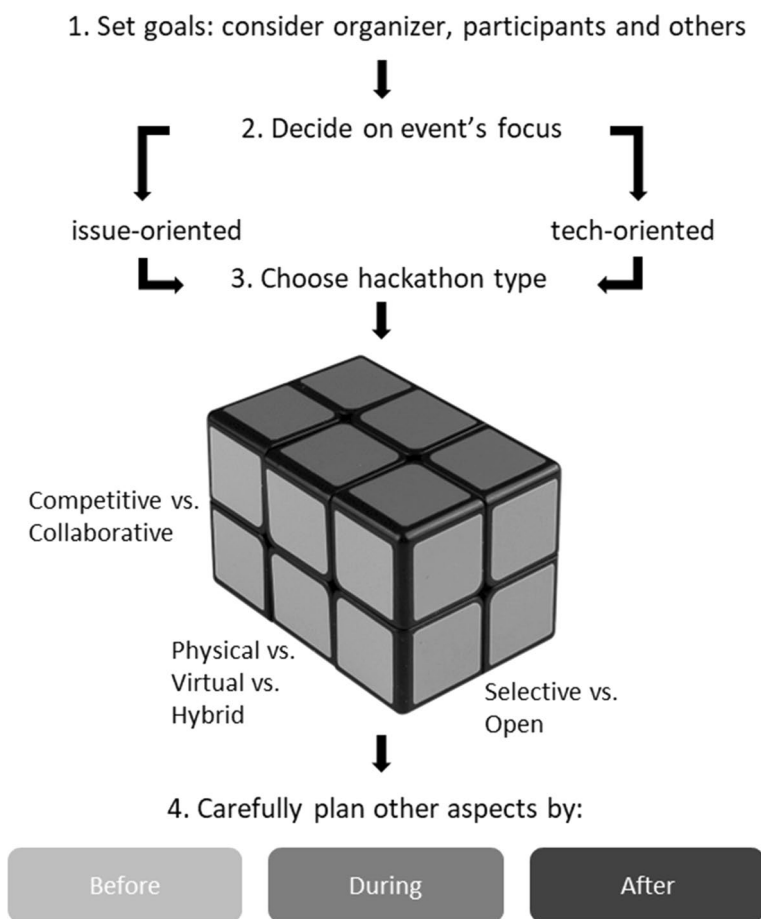 1. Set goals: consider organizer, participants and others
2. Decide on event's focus
issue-oriented
tech-oriented
3. Choose hackathon type
Competitive vs.
Collaborative
Physical vs.
Virtual vs.
Hybrid
Selective vs.
Open
4. Carefully plan other aspects by:
Before
During
After